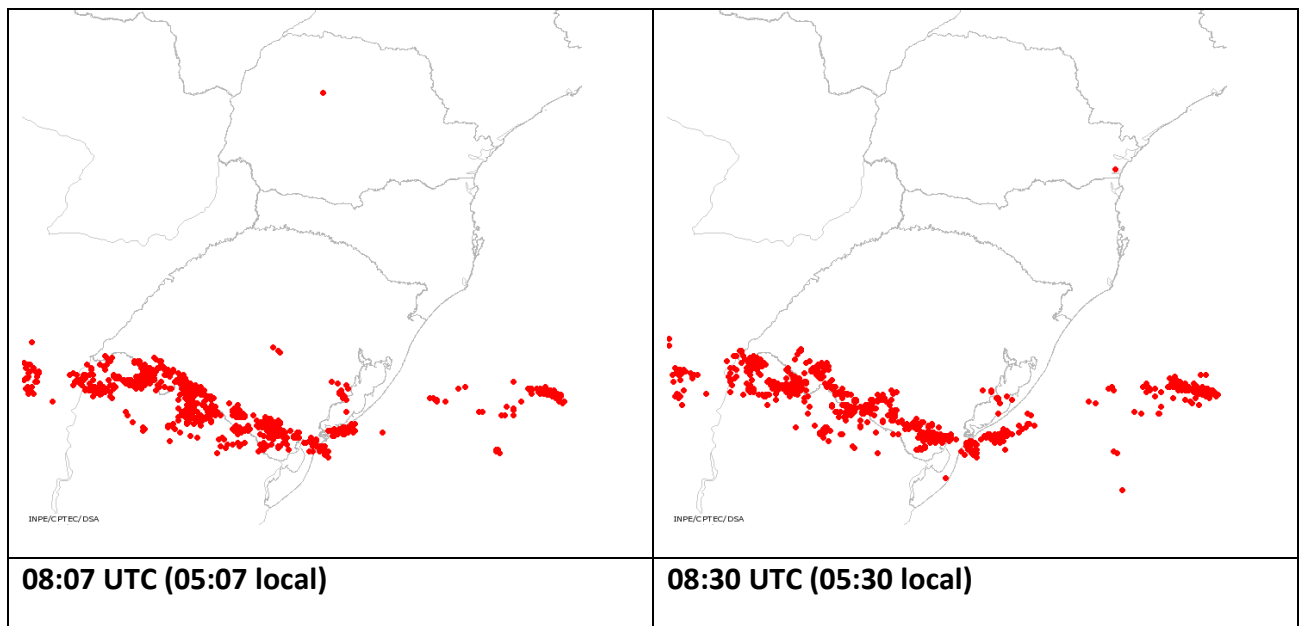 INPE/CPTEC/DSA
INPE/CPTEC/DSA
08:07 UTC (05:07 local)
08:30 UTC (05:30 local)